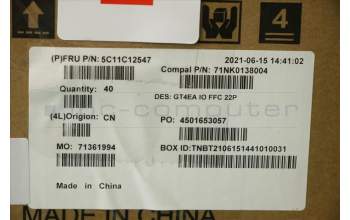 4
(P)FRU P/N: 5C11C12547
2021-06-15 14:41:02
Compal P/N: 71NK0138004
Quantity: 40
DES: GT4EA IO FFC 22P
(4L)Origion: CN
PO: 4501653057
MO: 71361994
BOX ID:TNBT2106151441010031
Made in China
MADE IN CHINA